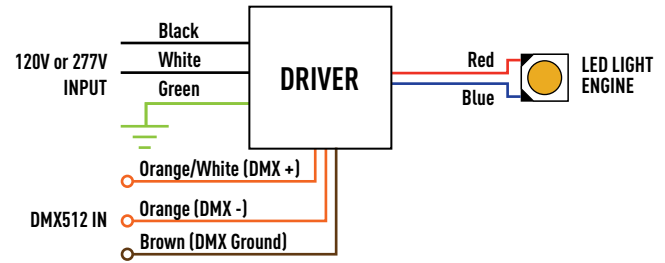 Black
120V or 277V
INPUT
White
Green
DRIVER
Red
Blue
LED LIGHT
ENGINE
Orange/White (DMX +)
DMX512 IN
Orange (DMX -)
Brown (DMX Ground)